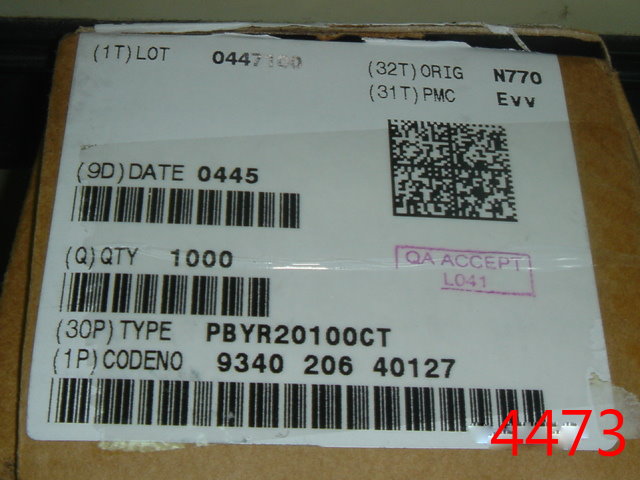 (1T)LOT
(32T)ORIG N770
(31T)PMC Evv
(9D)DATE 0445
(Q)QTY 1000
QA ACCEPT
L041
(30P)TYPE PBYR20100CT
(1P)CODENO 9340 206 40127
4473